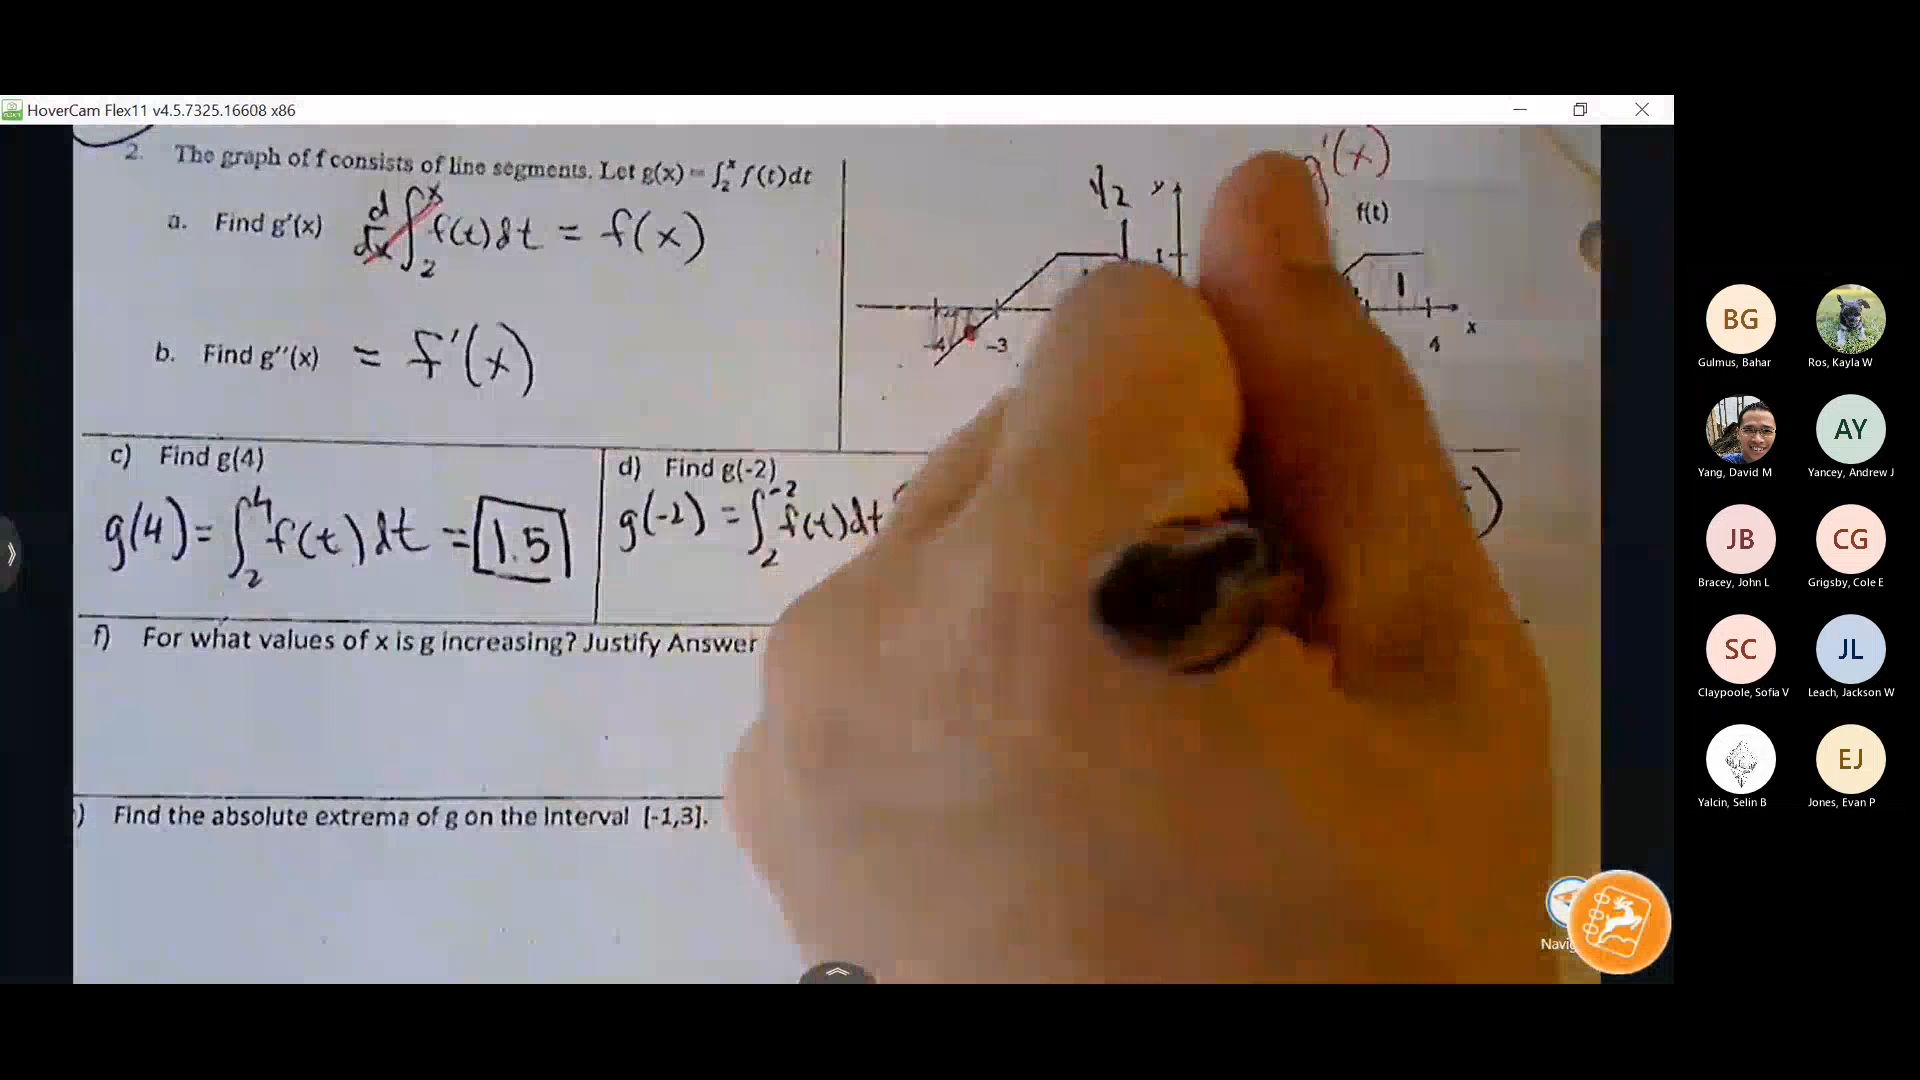 HoverCam Flex11 v4.5.7325.16608 x86
2. The graph of f consists of line segments. Let g(x) = ∫₂ˣ f(t)dt
a. Find g'(x) d/dx ∫₂ˣ f(t)dt = f(x)
b. Find g''(x) = f'(x)
g'(x)
1/2 y
f(t)
1
-4 -3 4 x
c) Find g(4)
g(4) = ∫₂⁴ f(t)dt = 1.5
d) Find g(-2)
g(-2) = ∫₂⁻² f(t)dt
f) For what values of x is g increasing? Justify Answer
) Find the absolute extrema of g on the interval [-1,3].
BG
Gulmus, Bahar
Ros, Kayla W
Yang, David M
AY
Yancey, Andrew J
JB
Bracey, John L
CG
Grigsby, Cole E
SC
Claypoole, Sofia V
JL
Leach, Jackson W
Yalcin, Selin B
EJ
Jones, Evan P